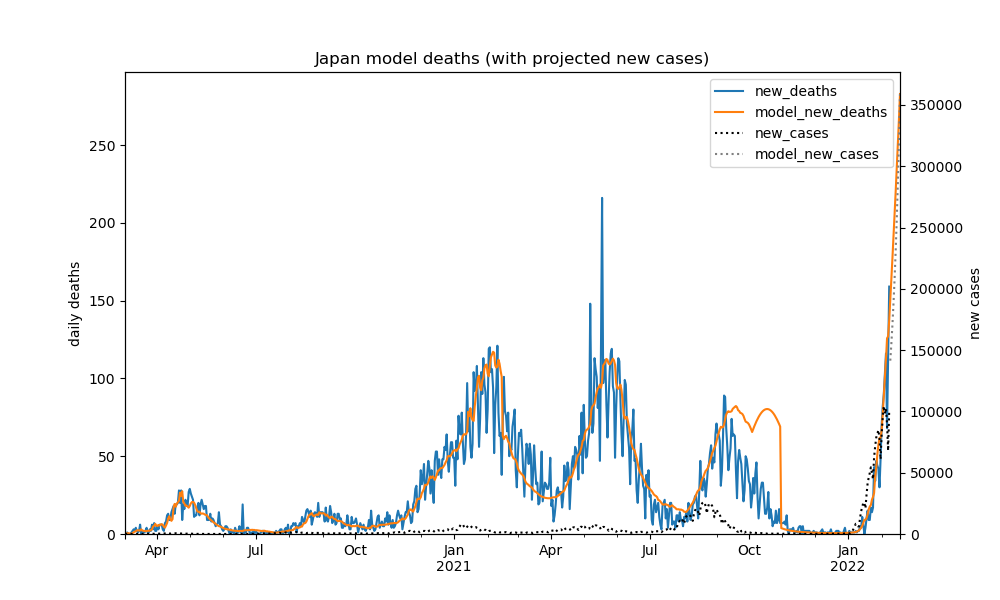 Japan model deaths (with projected new cases)
new_deaths
model_new_deaths
new_cases
model_new_cases
daily deaths
250
200
150
100
50
0
new cases
350000
300000
250000
200000
150000
100000
50000
0
Apr
Jul
Oct
Jan
2021
Apr
Jul
Oct
Jan
2022